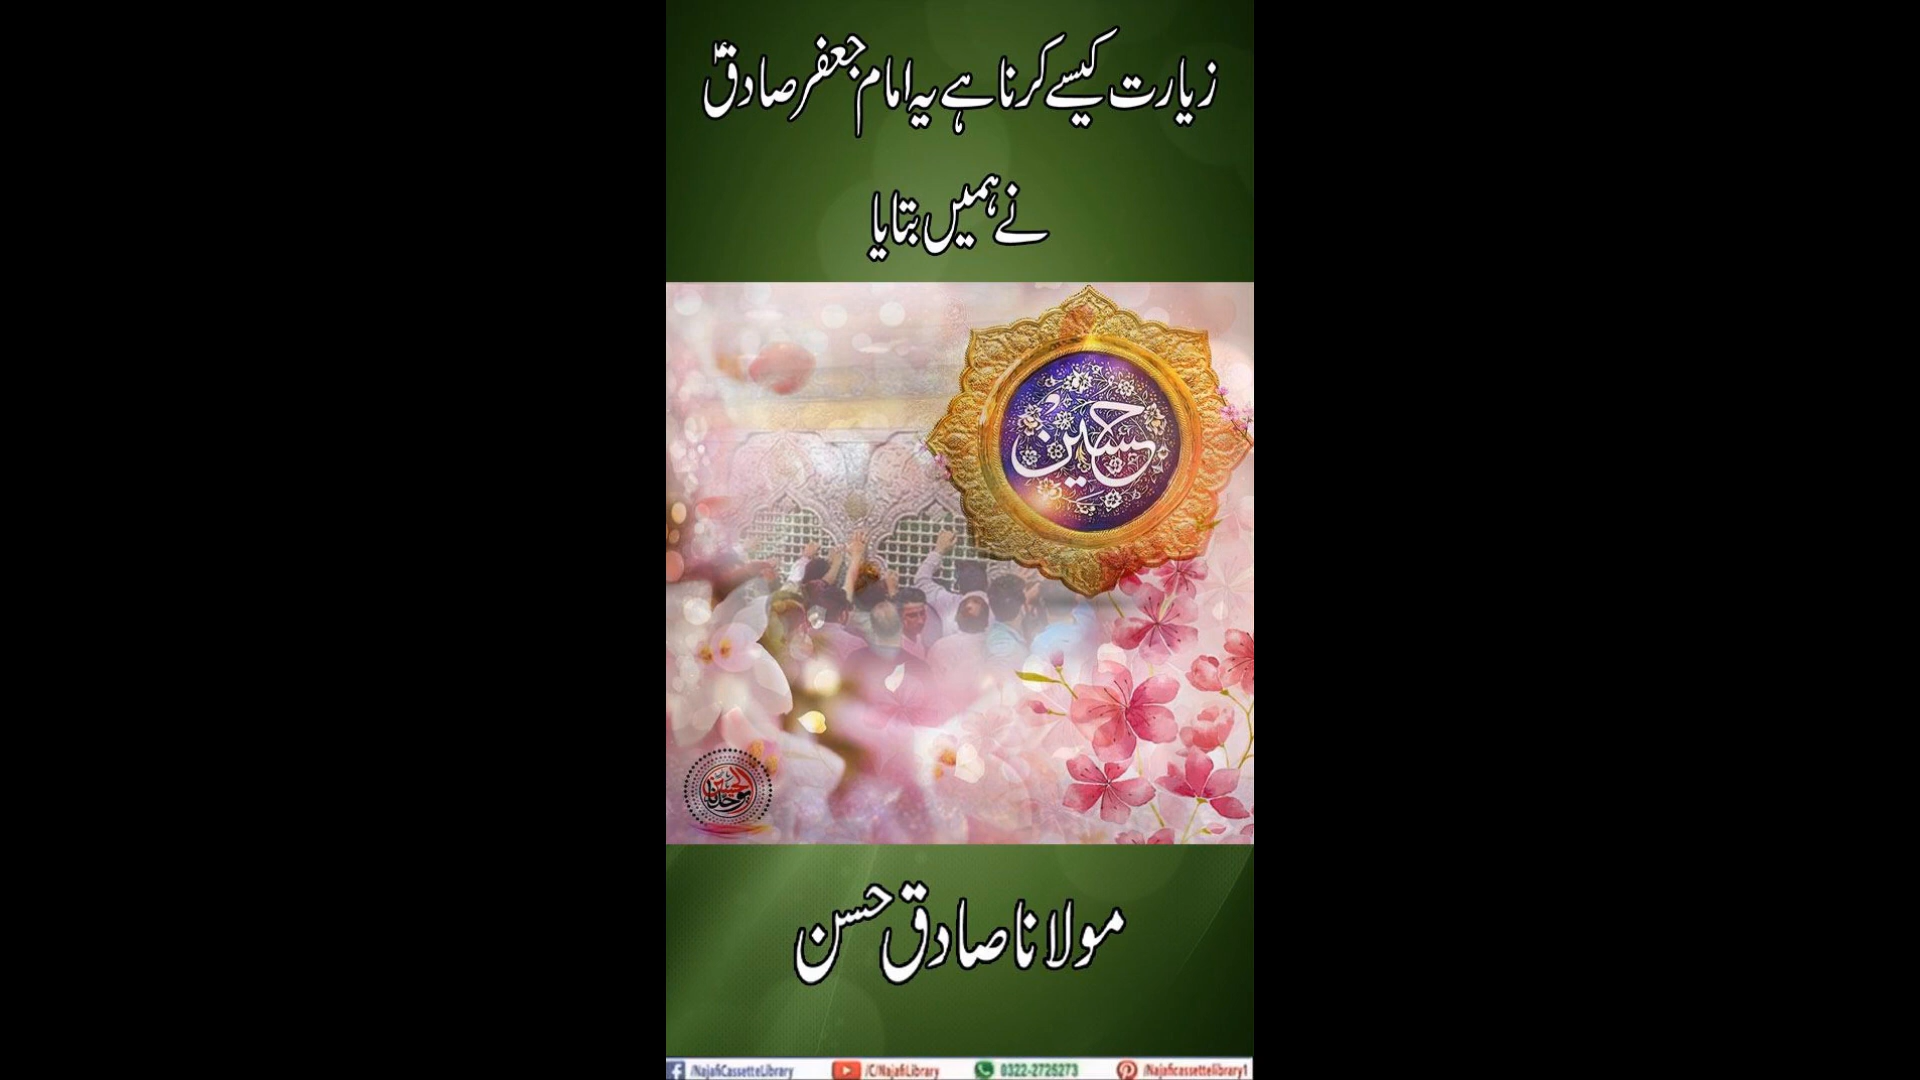 زیارت کیسے کرنا ہے یہ امام جعفر صادقؑ
نے ہمیں بتایا
حسین
مولانا صادق حسن
/NajafiCassetteLibrary /C/NajafiLibrary 0322-2725273 /Najaficassettelibrary1